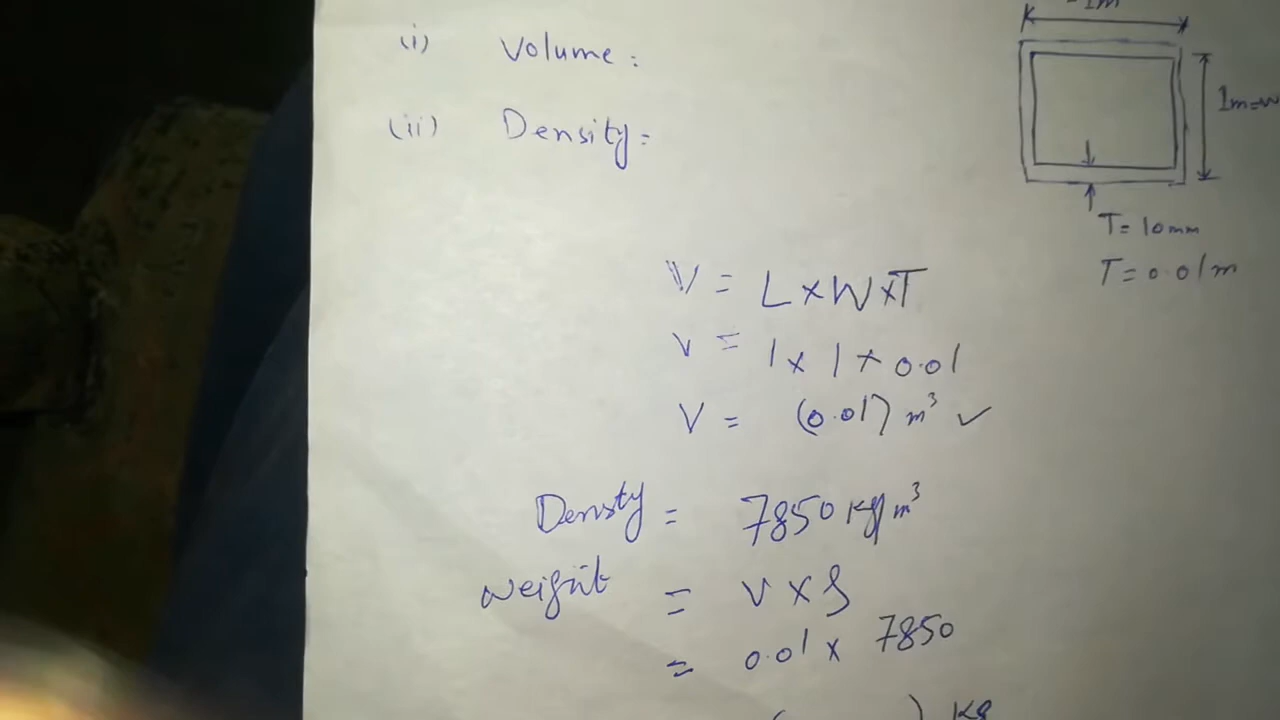 1m
(i) Volume:
(ii) Density=
1m=W
T= 10mm
T= 0.01m
V = L×W×T
V = 1×1×0.01
V = (0.01) m³ ✓
Densty = 7850 kg/m³
weight = V×ρ
= 0.01 × 7850
( ) kg